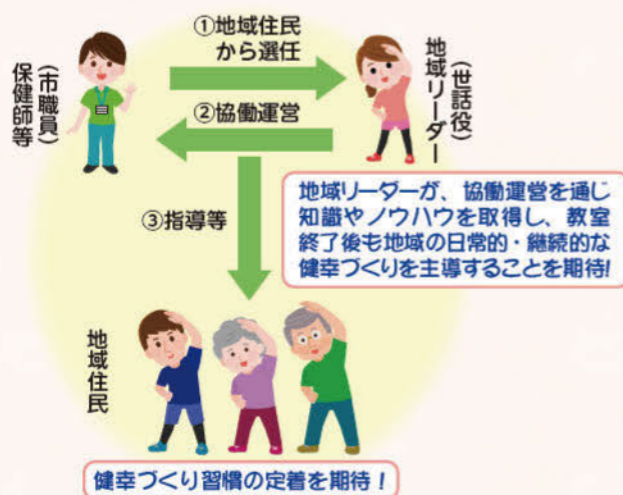 ①地域住民
から選任
保健師等
(市職員)
地域リーダー
(世話役)
②協働運営
③指導等
地域リーダーが、協働運営を通じ
知識やノウハウを取得し、教室
終了後も地域の日常的・継続的な
健幸づくりを主導することを期待!
地域住民
健幸づくり習慣の定着を期待！